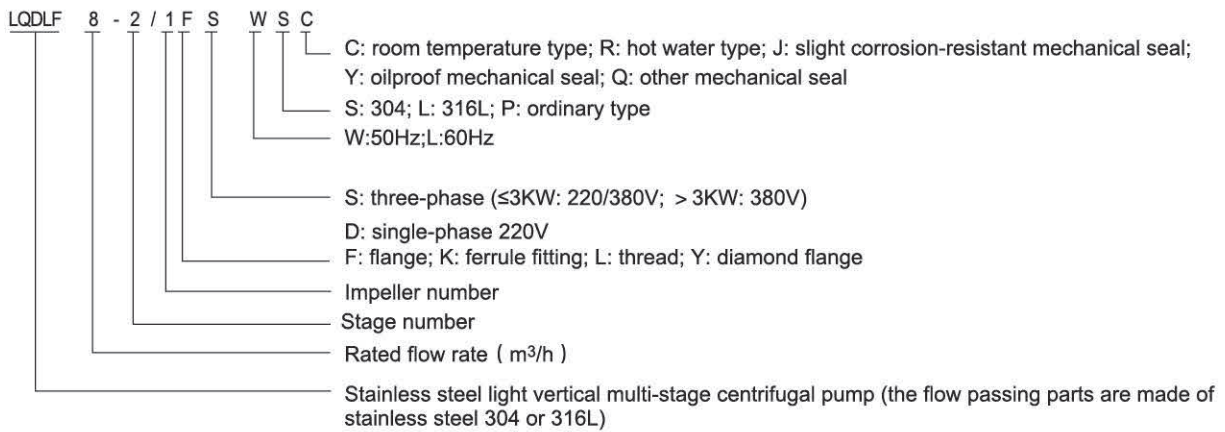 LQDLF 8 - 2 / 1 F S W S C
C: room temperature type; R: hot water type; J: slight corrosion-resistant mechanical seal;
Y: oilproof mechanical seal; Q: other mechanical seal
S: 304; L: 316L; P: ordinary type
W:50Hz;L:60Hz
S: three-phase (≤3KW: 220/380V; > 3KW: 380V)
D: single-phase 220V
F: flange; K: ferrule fitting; L: thread; Y: diamond flange
Impeller number
Stage number
Rated flow rate ( m³/h )
Stainless steel light vertical multi-stage centrifugal pump (the flow passing parts are made of
stainless steel 304 or 316L)